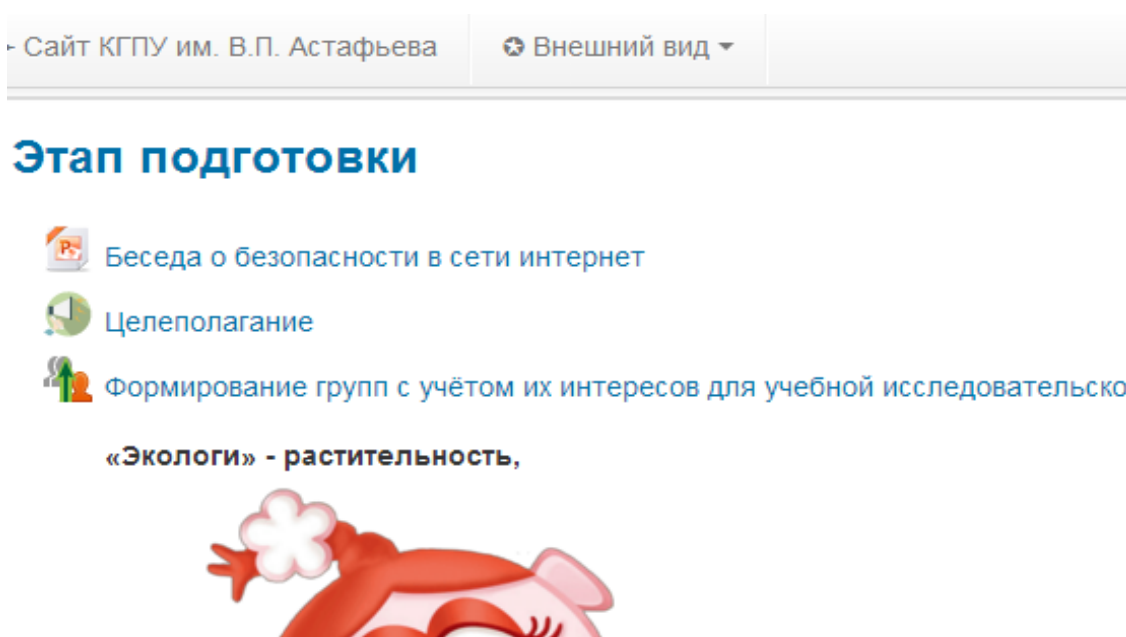 Сайт КГПУ им. В.П. Астафьева
Внешний вид
Этап подготовки
Беседа о безопасности в сети интернет
Целеполагание
Формирование групп с учётом их интересов для учебной исследовательско
«Экологи» - растительность,